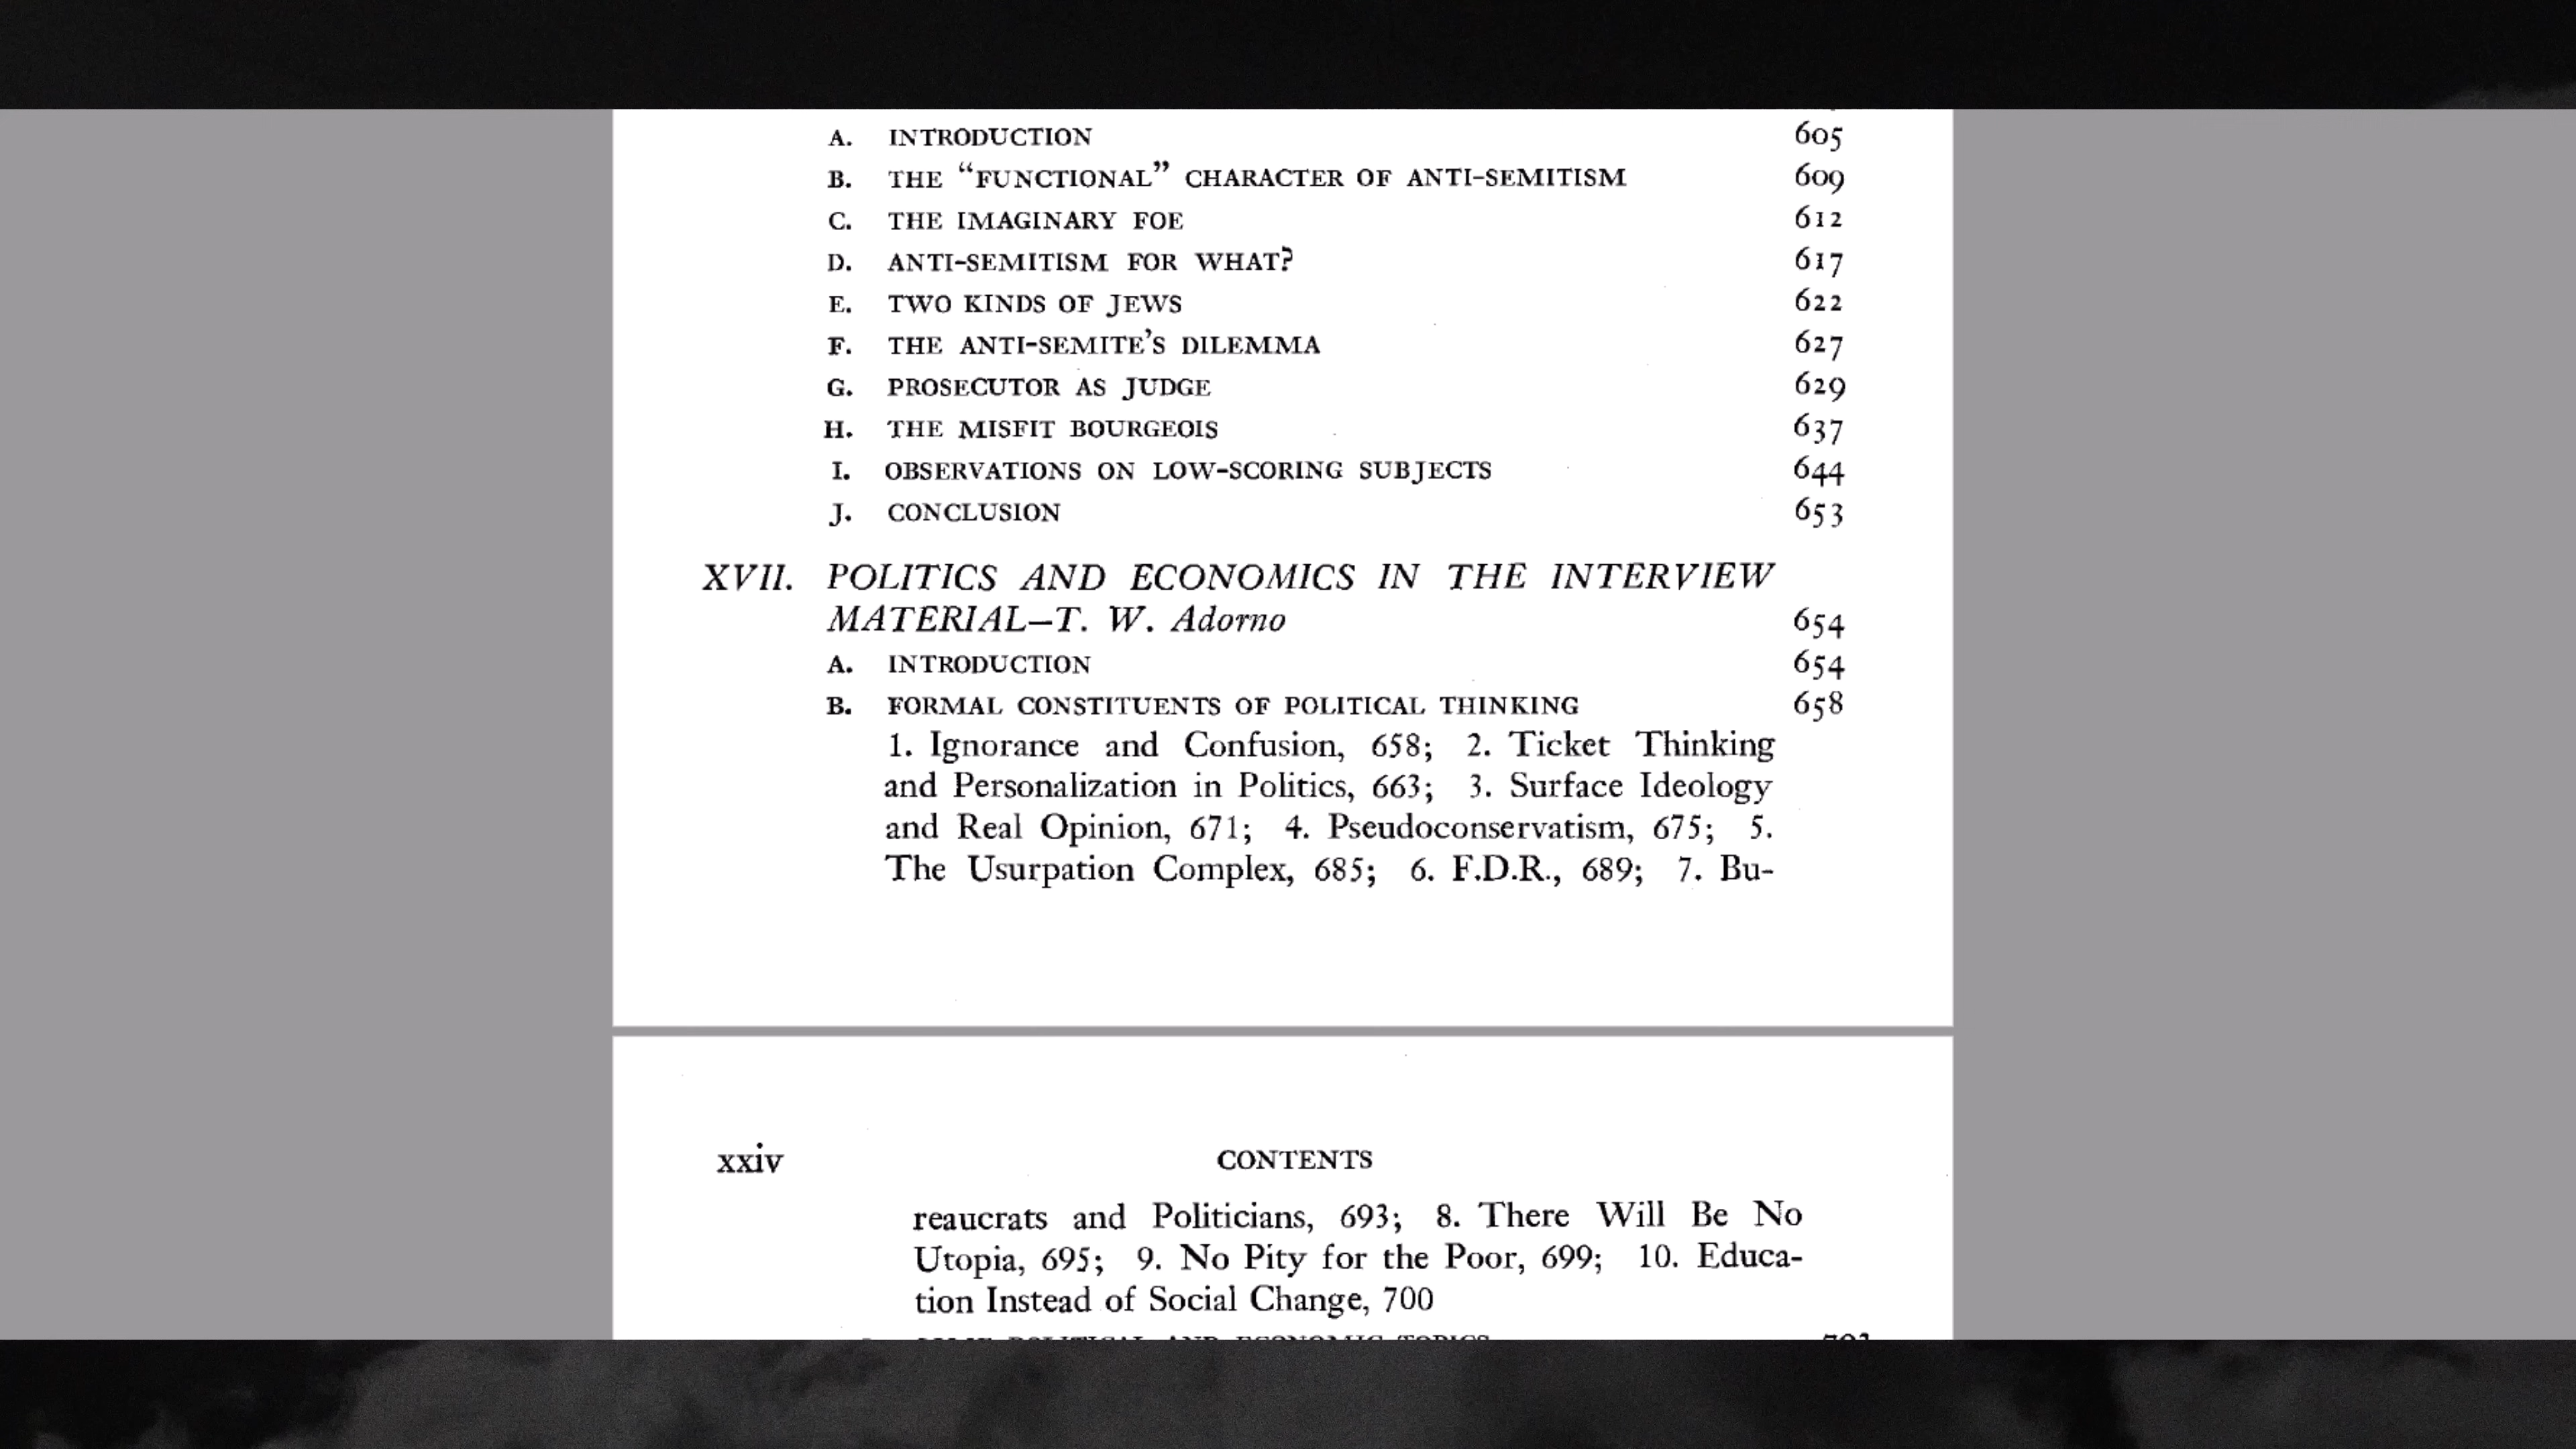 A. INTRODUCTION 605
B. THE “FUNCTIONAL” CHARACTER OF ANTI-SEMITISM 609
C. THE IMAGINARY FOE 612
D. ANTI-SEMITISM FOR WHAT? 617
E. TWO KINDS OF JEWS 622
F. THE ANTI-SEMITE’S DILEMMA 627
G. PROSECUTOR AS JUDGE 629
H. THE MISFIT BOURGEOIS 637
I. OBSERVATIONS ON LOW-SCORING SUBJECTS 644
J. CONCLUSION 653
XVII. POLITICS AND ECONOMICS IN THE INTERVIEW
MATERIAL—T. W. Adorno 654
A. INTRODUCTION 654
B. FORMAL CONSTITUENTS OF POLITICAL THINKING 658
1. Ignorance and Confusion, 658; 2. Ticket Thinking
and Personalization in Politics, 663; 3. Surface Ideology
and Real Opinion, 671; 4. Pseudoconservatism, 675; 5.
The Usurpation Complex, 685; 6. F.D.R., 689; 7. Bu-
xxiv CONTENTS
reaucrats and Politicians, 693; 8. There Will Be No
Utopia, 695; 9. No Pity for the Poor, 699; 10. Educa-
tion Instead of Social Change, 700
POLITICAL AND ECONOMIC TOPICS